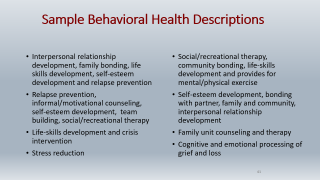 Sample Behavioral Health Descriptions
• Interpersonal relationship
development, family bonding, life
skills development, self-esteem
development and relapse prevention
• Relapse prevention,
informal/motivational counseling,
self-esteem development, team
building, social/recreational therapy
• Life-skills development and crisis
intervention
• Stress reduction
• Social/recreational therapy,
community bonding, life-skills
development and provides for
mental/physical exercise
• Self-esteem development, bonding
with partner, family and community,
interpersonal relationship
development
• Family unit counseling and therapy
• Cognitive and emotional processing of
grief and loss